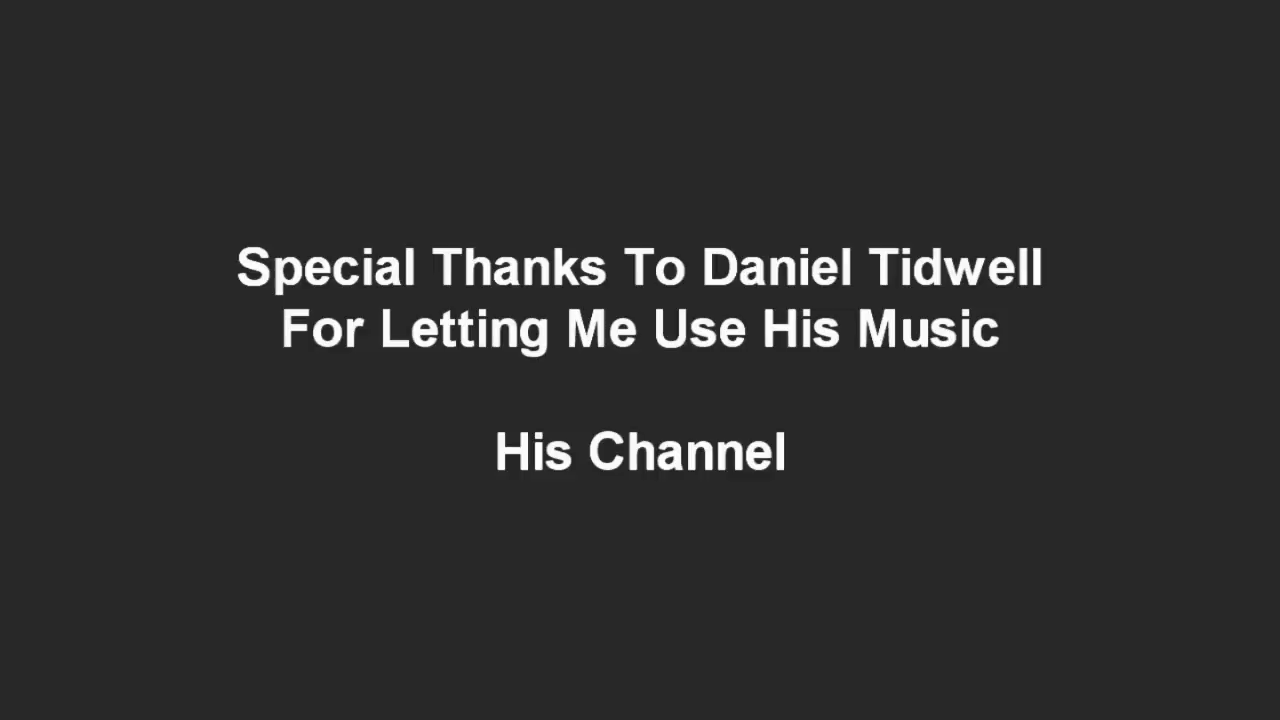 Special Thanks To Daniel Tidwell
For Letting Me Use His Music
His Channel